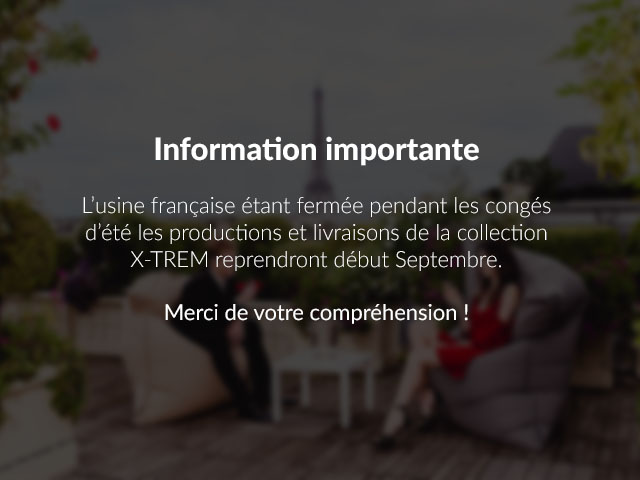 Information importante
L’usine française étant fermée pendant les congés
d’été les productions et livraisons de la collection
X-TREM reprendront début Septembre.
Merci de votre compréhension !